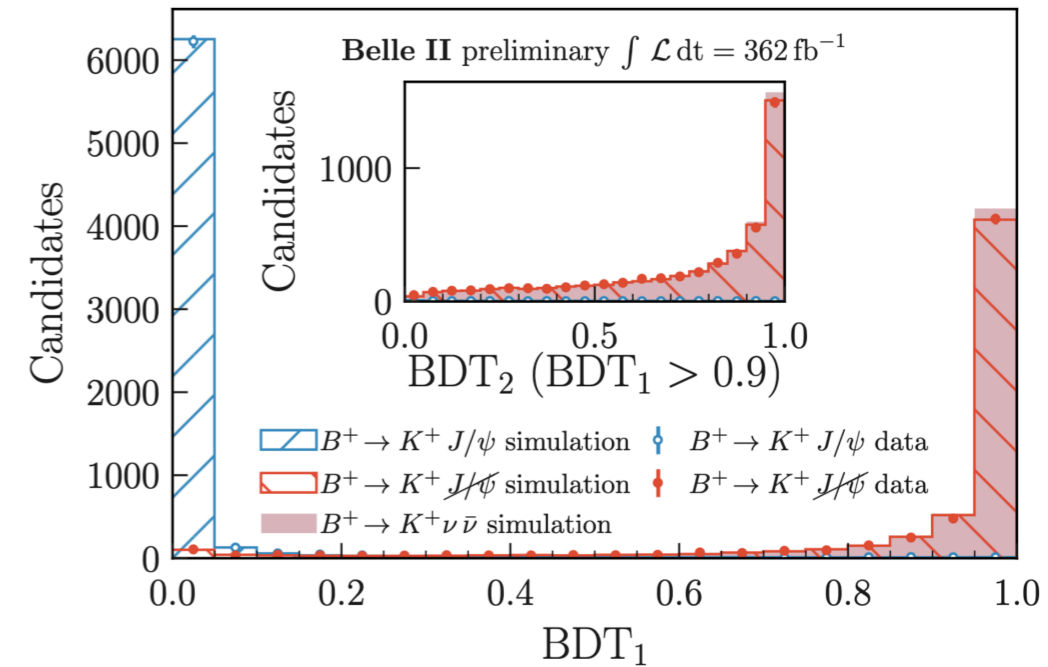 Belle II preliminary ∫ ℒ dt = 362 fb⁻¹
Candidates
6000
5000
4000
3000
2000
1000
0
Candidates
1000
0
0.0 0.5 1.0
BDT₂ (BDT₁ > 0.9)
B⁺ → K⁺ J/ψ simulation
B⁺ → K⁺ J/ψ data
B⁺ → K⁺ J̸/̸ψ̸ simulation
B⁺ → K⁺ J̸/̸ψ̸ data
B⁺ → K⁺ν ν̄ simulation
0.0 0.2 0.4 0.6 0.8 1.0
BDT₁